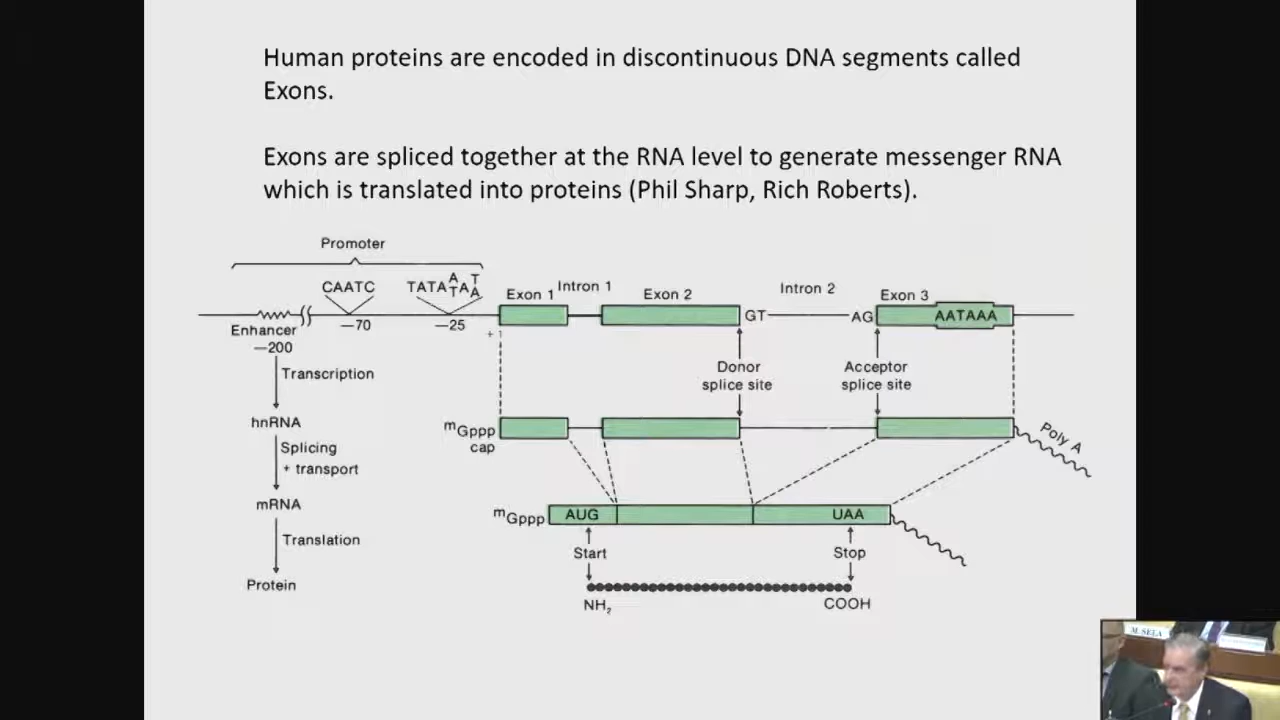 Human proteins are encoded in discontinuous DNA segments called
Exons.
Exons are spliced together at the RNA level to generate messenger RNA
which is translated into proteins (Phil Sharp, Rich Roberts).
Promoter
CAATC
TATA A/T A T/A
Exon 1
Intron 1
Exon 2
Intron 2
Exon 3
GT
AG
AATAAA
Enhancer
—200
—70
—25
+1
Transcription
Donor
splice site
Acceptor
splice site
hnRNA
mGppp
cap
Poly A
Splicing
+ transport
mRNA
mGppp
AUG
UAA
Translation
Start
Stop
Protein
NH2
COOH
M. SELA